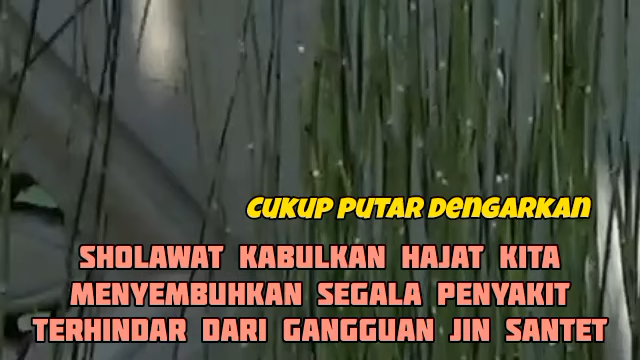 CUKUP PUTAR DENGARKAN
SHOLAWAT KABULKAN HAJAT KITA
MENYEMBUHKAN SEGALA PENYAKIT
TERHINDAR DARI GANGGUAN JIN SANTET